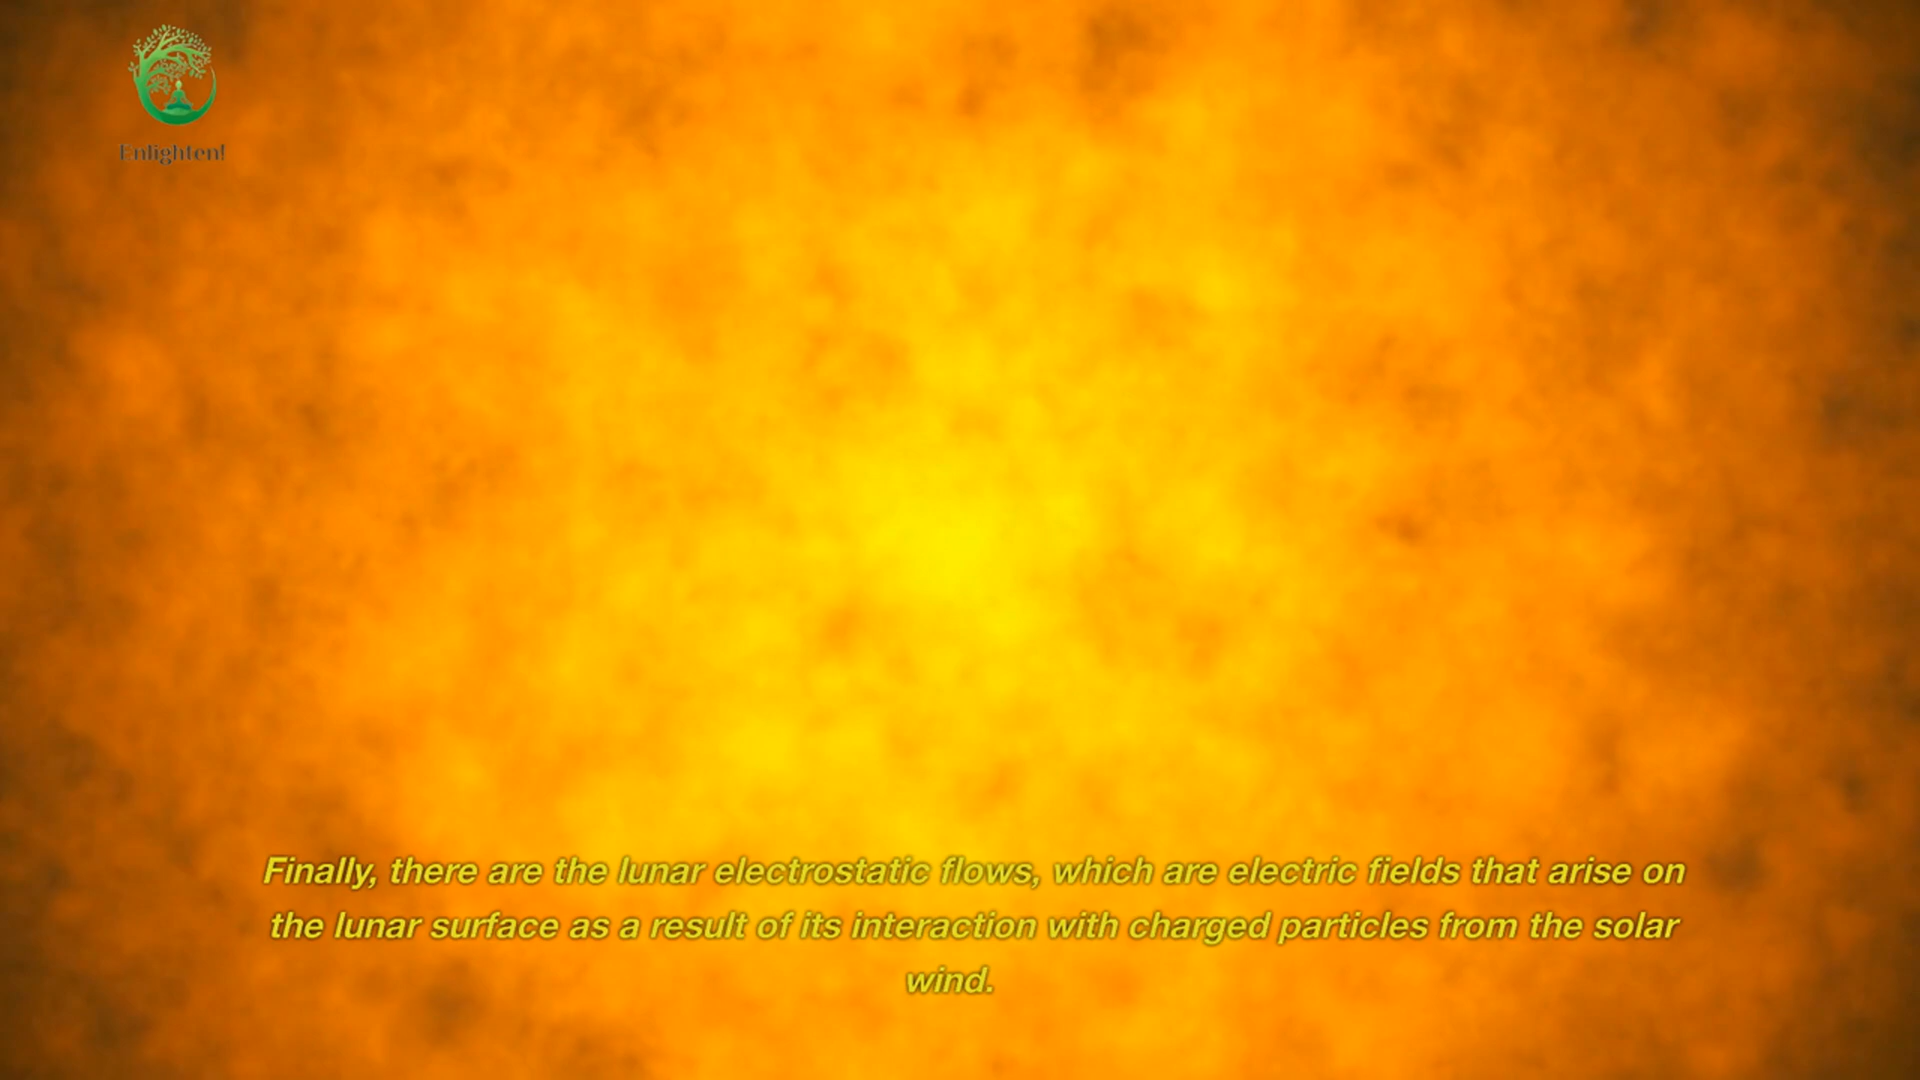 Enlighten!
Finally, there are the lunar electrostatic flows, which are electric fields that arise on
the lunar surface as a result of its interaction with charged particles from the solar
wind.